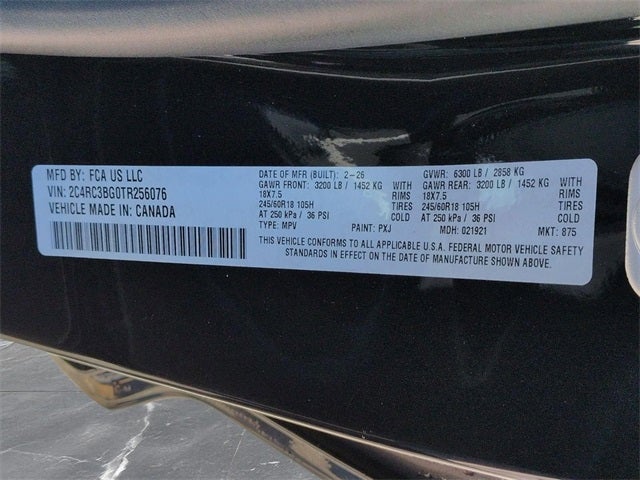 MFD BY: FCA US LLC
VIN: 2C4RC3BG0TR256076
VEHICLE MADE IN: CANADA
DATE OF MFR (BUILT): 2-26
GAWR FRONT: 3200 LB / 1452 KG WITH
18X7.5 RIMS
245/60R18 105H TIRES
AT 250 kPa / 36 PSI COLD
TYPE: MPV PAINT: PXJ
GVWR: 6300 LB / 2858 KG
GAWR REAR: 3200 LB / 1452 KG WITH
18X7.5 RIMS
245/60R18 105H TIRES
AT 250 kPa / 36 PSI COLD
MDH: 021921 MKT: 875
THIS VEHICLE CONFORMS TO ALL APPLICABLE U.S.A. FEDERAL MOTOR VEHICLE SAFETY
STANDARDS IN EFFECT ON THE DATE OF MANUFACTURE SHOWN ABOVE.